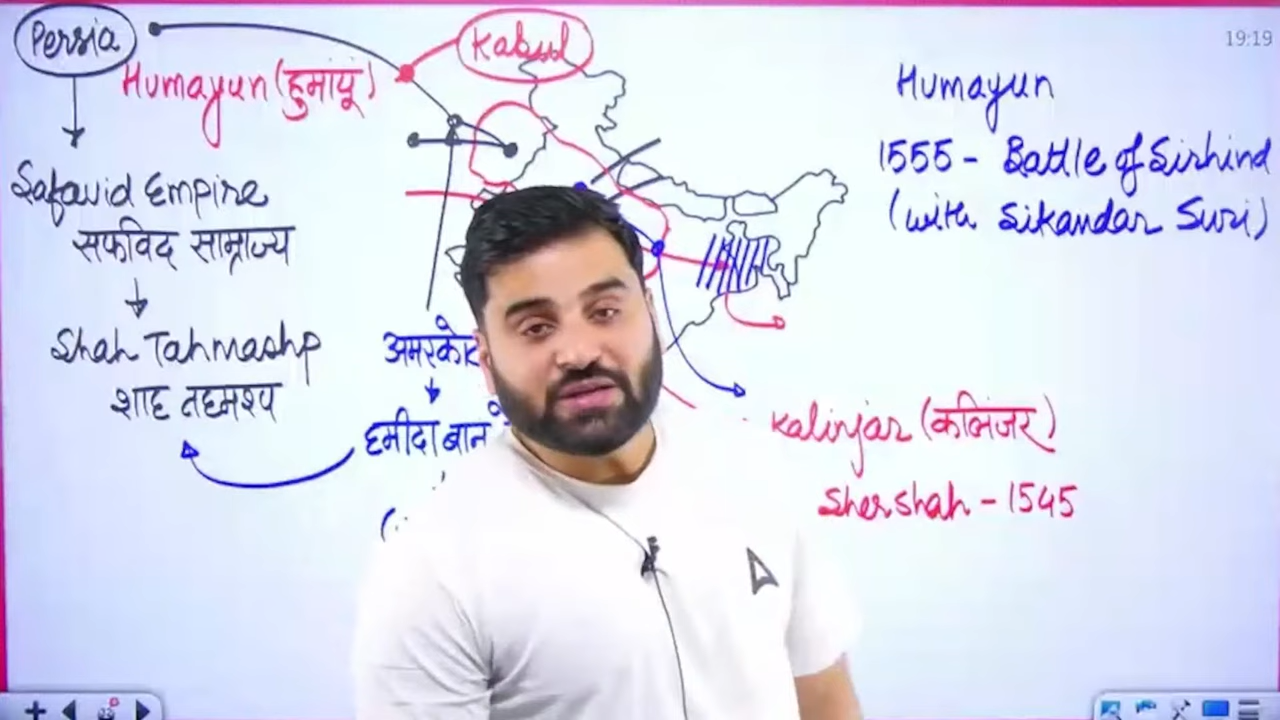 19:19
Persia
Kabul
Humayun (हुमांयू)
Humayun
1555 - Battle of Sirhind
(with Sikandar Suri)
Safavid Empire
सफविद साम्राज्य
Shah Tahmashp
शाह तहमश्प
अमरको
हमीदा बान
Kalinjar (कलिंजर)
Shershah - 1545